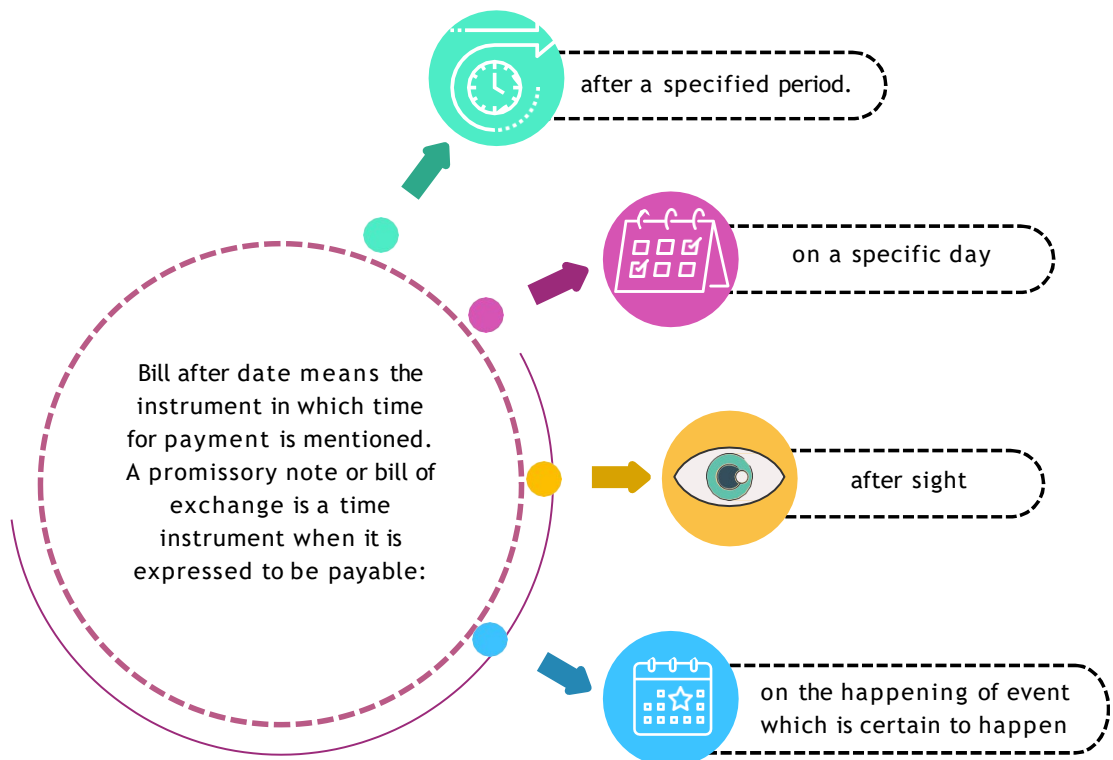 after a specified period.
on a specific day
Bill after date means the
instrument in which time
for payment is mentioned.
A promissory note or bill of
exchange is a time
instrument when it is
expressed to be payable:
after sight
on the happening of event
which is certain to happen